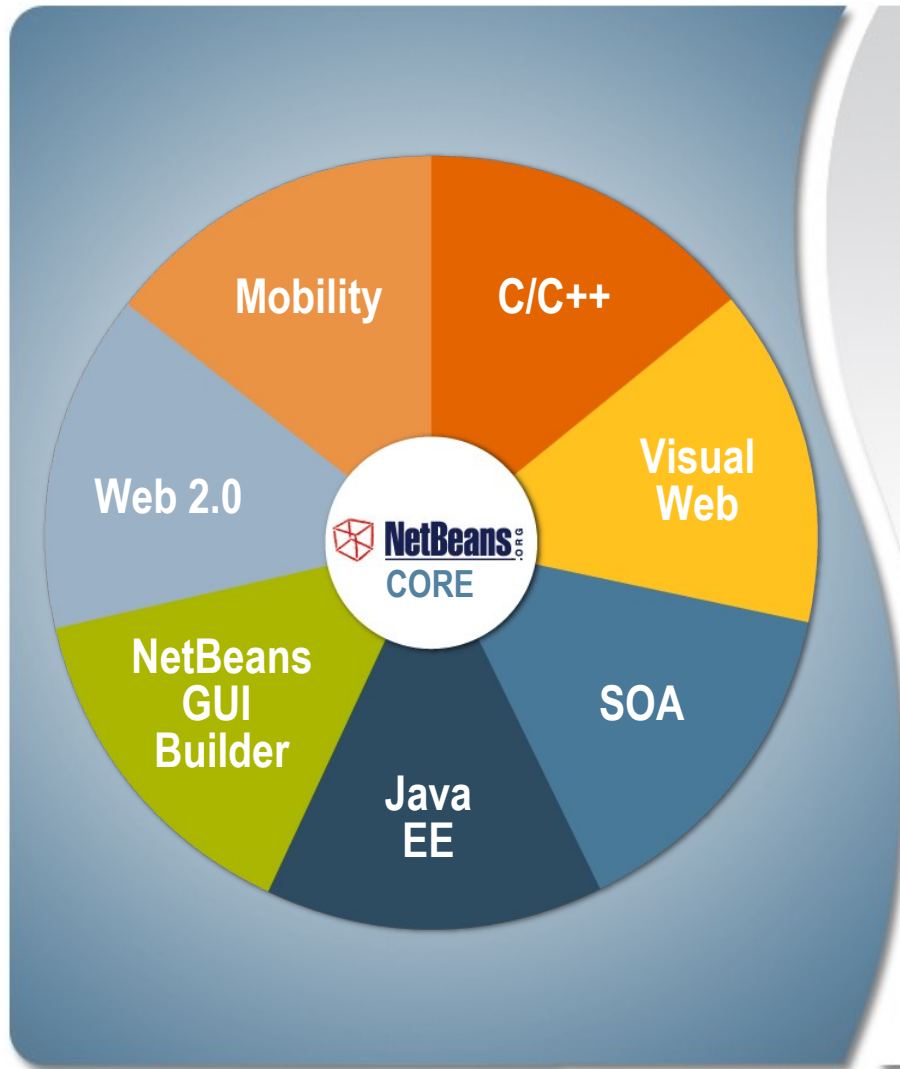 Mobility
C/C++
Visual
Web
Web 2.0
NetBeans.ORG
CORE
NetBeans
GUI
Builder
SOA
Java
EE